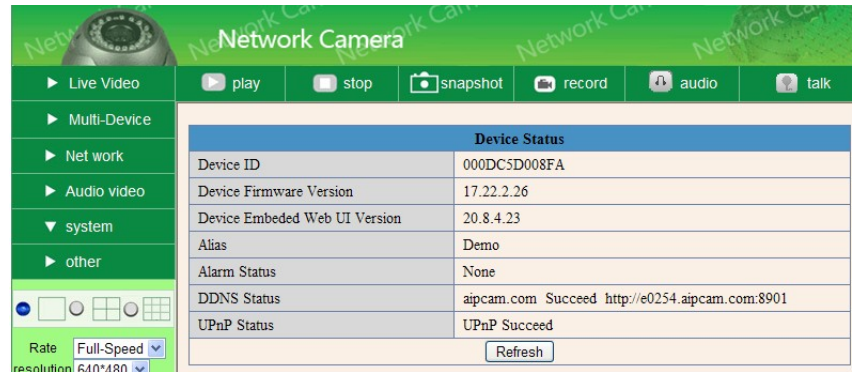 Network Camera
Live Video
play
stop
snapshot
record
audio
talk
Multi-Device
Net work
Audio video
system
other
Device Status
Device ID 000DC5D008FA
Device Firmware Version 17.22.2.26
Device Embeded Web UI Version 20.8.4.23
Alias Demo
Alarm Status None
DDNS Status aipcam.com Succeed http://e0254.aipcam.com:8901
UPnP Status UPnP Succeed
Refresh
Rate Full-Speed
resolution 640*480